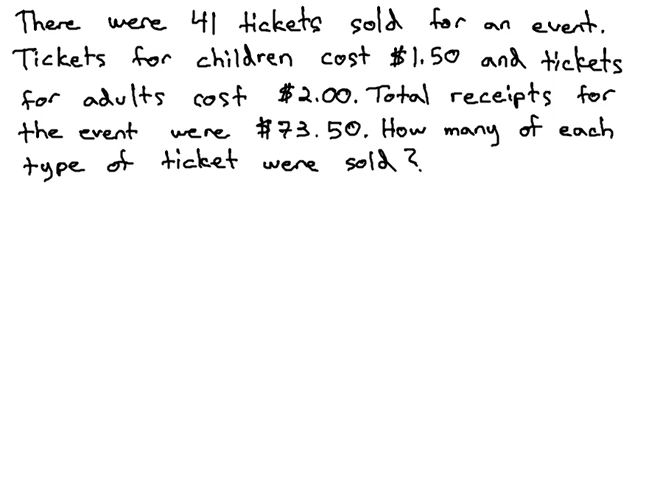 There were 41 tickets sold for an event.
Tickets for children cost $1.50 and tickets
for adults cost $2.00. Total receipts for
the event were $73.50. How many of each
type of ticket were sold?